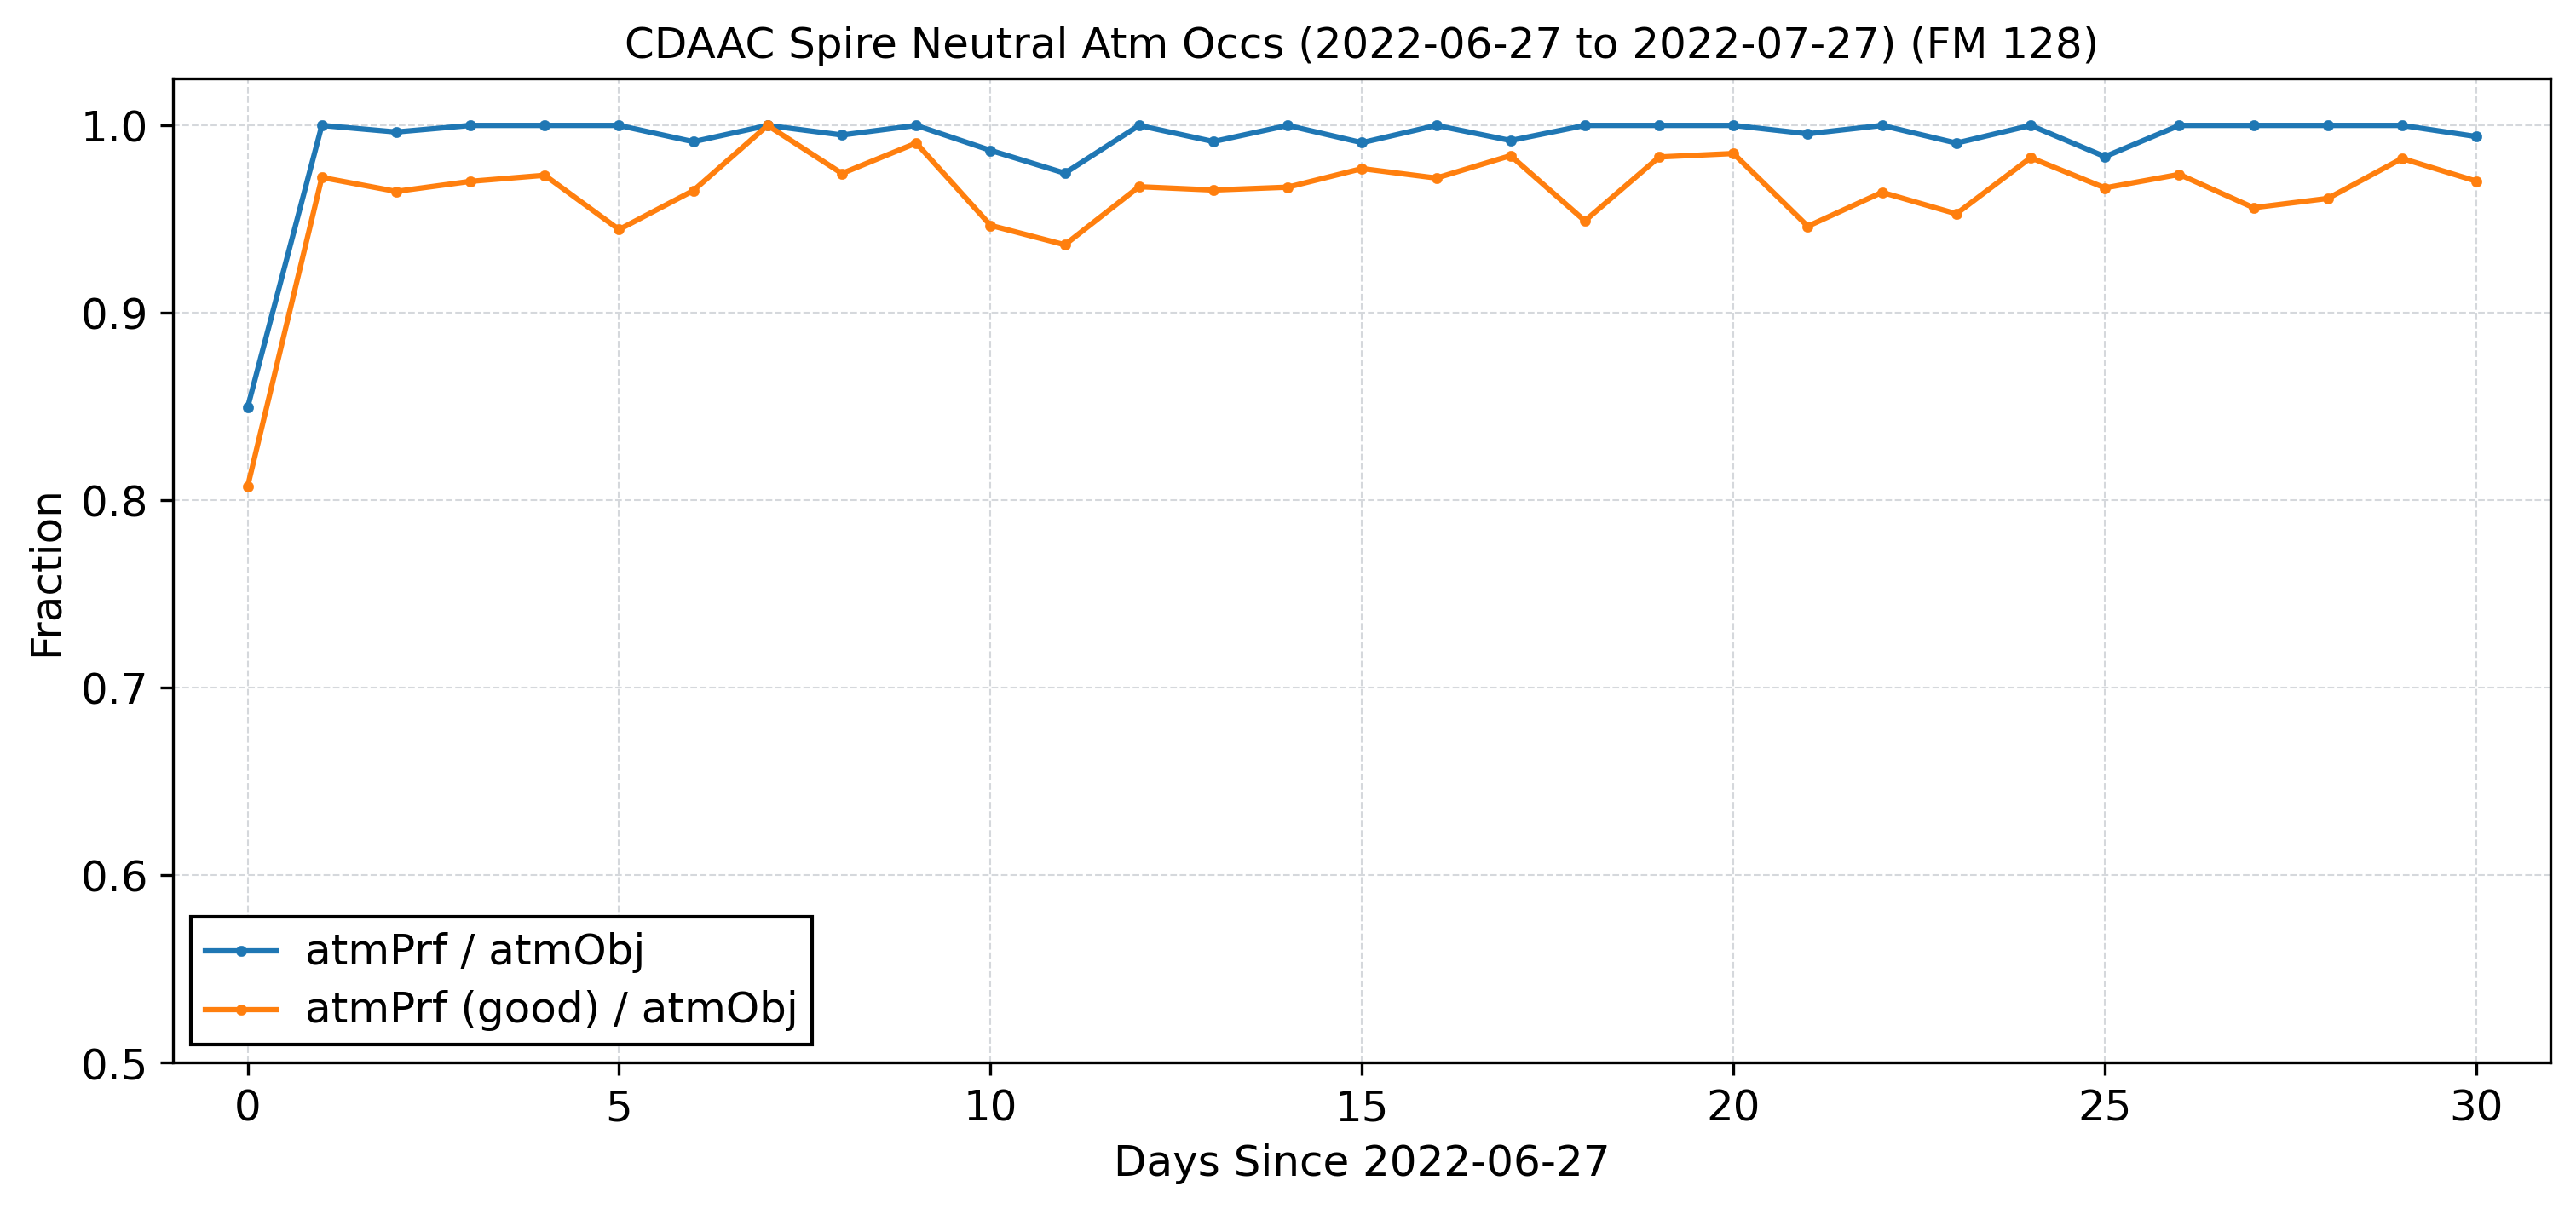 CDAAC Spire Neutral Atm Occs (2022-06-27 to 2022-07-27) (FM 128)
1.0
0.9
0.8
0.7
0.6
0.5
Fraction
atmPrf / atmObj
atmPrf (good) / atmObj
0 5 10 15 20 25 30
Days Since 2022-06-27